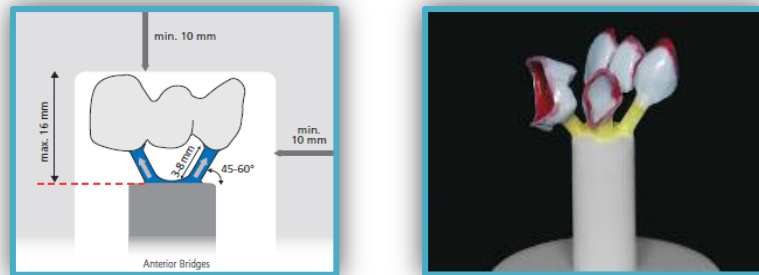 min. 10 mm
max. 16 mm
min.
10 mm
3-8 mm
45-60°
Anterior Bridges